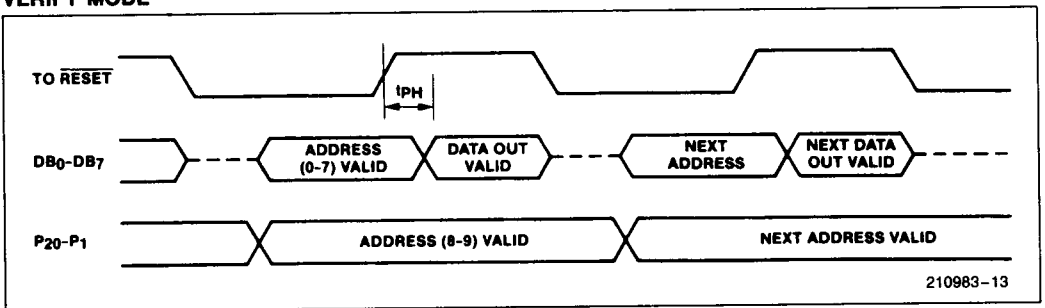 VERIFY MODE
TO RESET
tPH
DB0-DB7
ADDRESS
(0-7) VALID
DATA OUT
VALID
NEXT
ADDRESS
NEXT DATA
OUT VALID
P20-P1
ADDRESS (8-9) VALID
NEXT ADDRESS VALID
210983-13